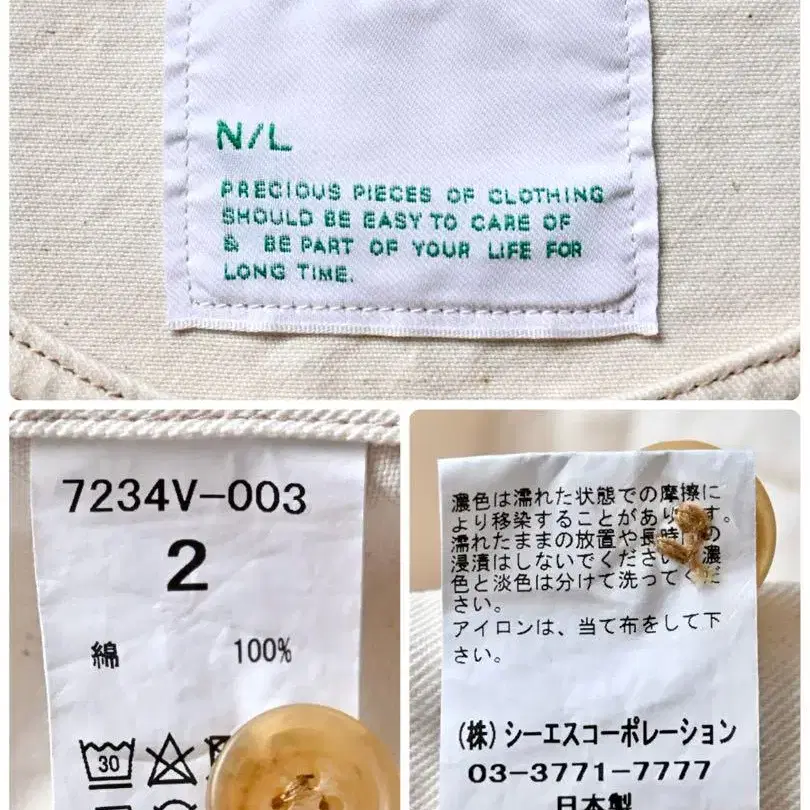 N/L
PRECIOUS PIECES OF CLOTHING
SHOULD BE EASY TO CARE OF
& BE PART OF YOUR LIFE FOR
LONG TIME.
7234V-003
2
綿 100%
30
濃色は濡れた状態での摩擦に
より移染することがあります。
濡れたままの放置や長時間の
浸漬はしないでください。濃
色と淡色は分けて洗ってくだ
さい。
アイロンは、当て布をして下
さい。
(株)シーエスコーポレーション
03-3771-7777
日本製